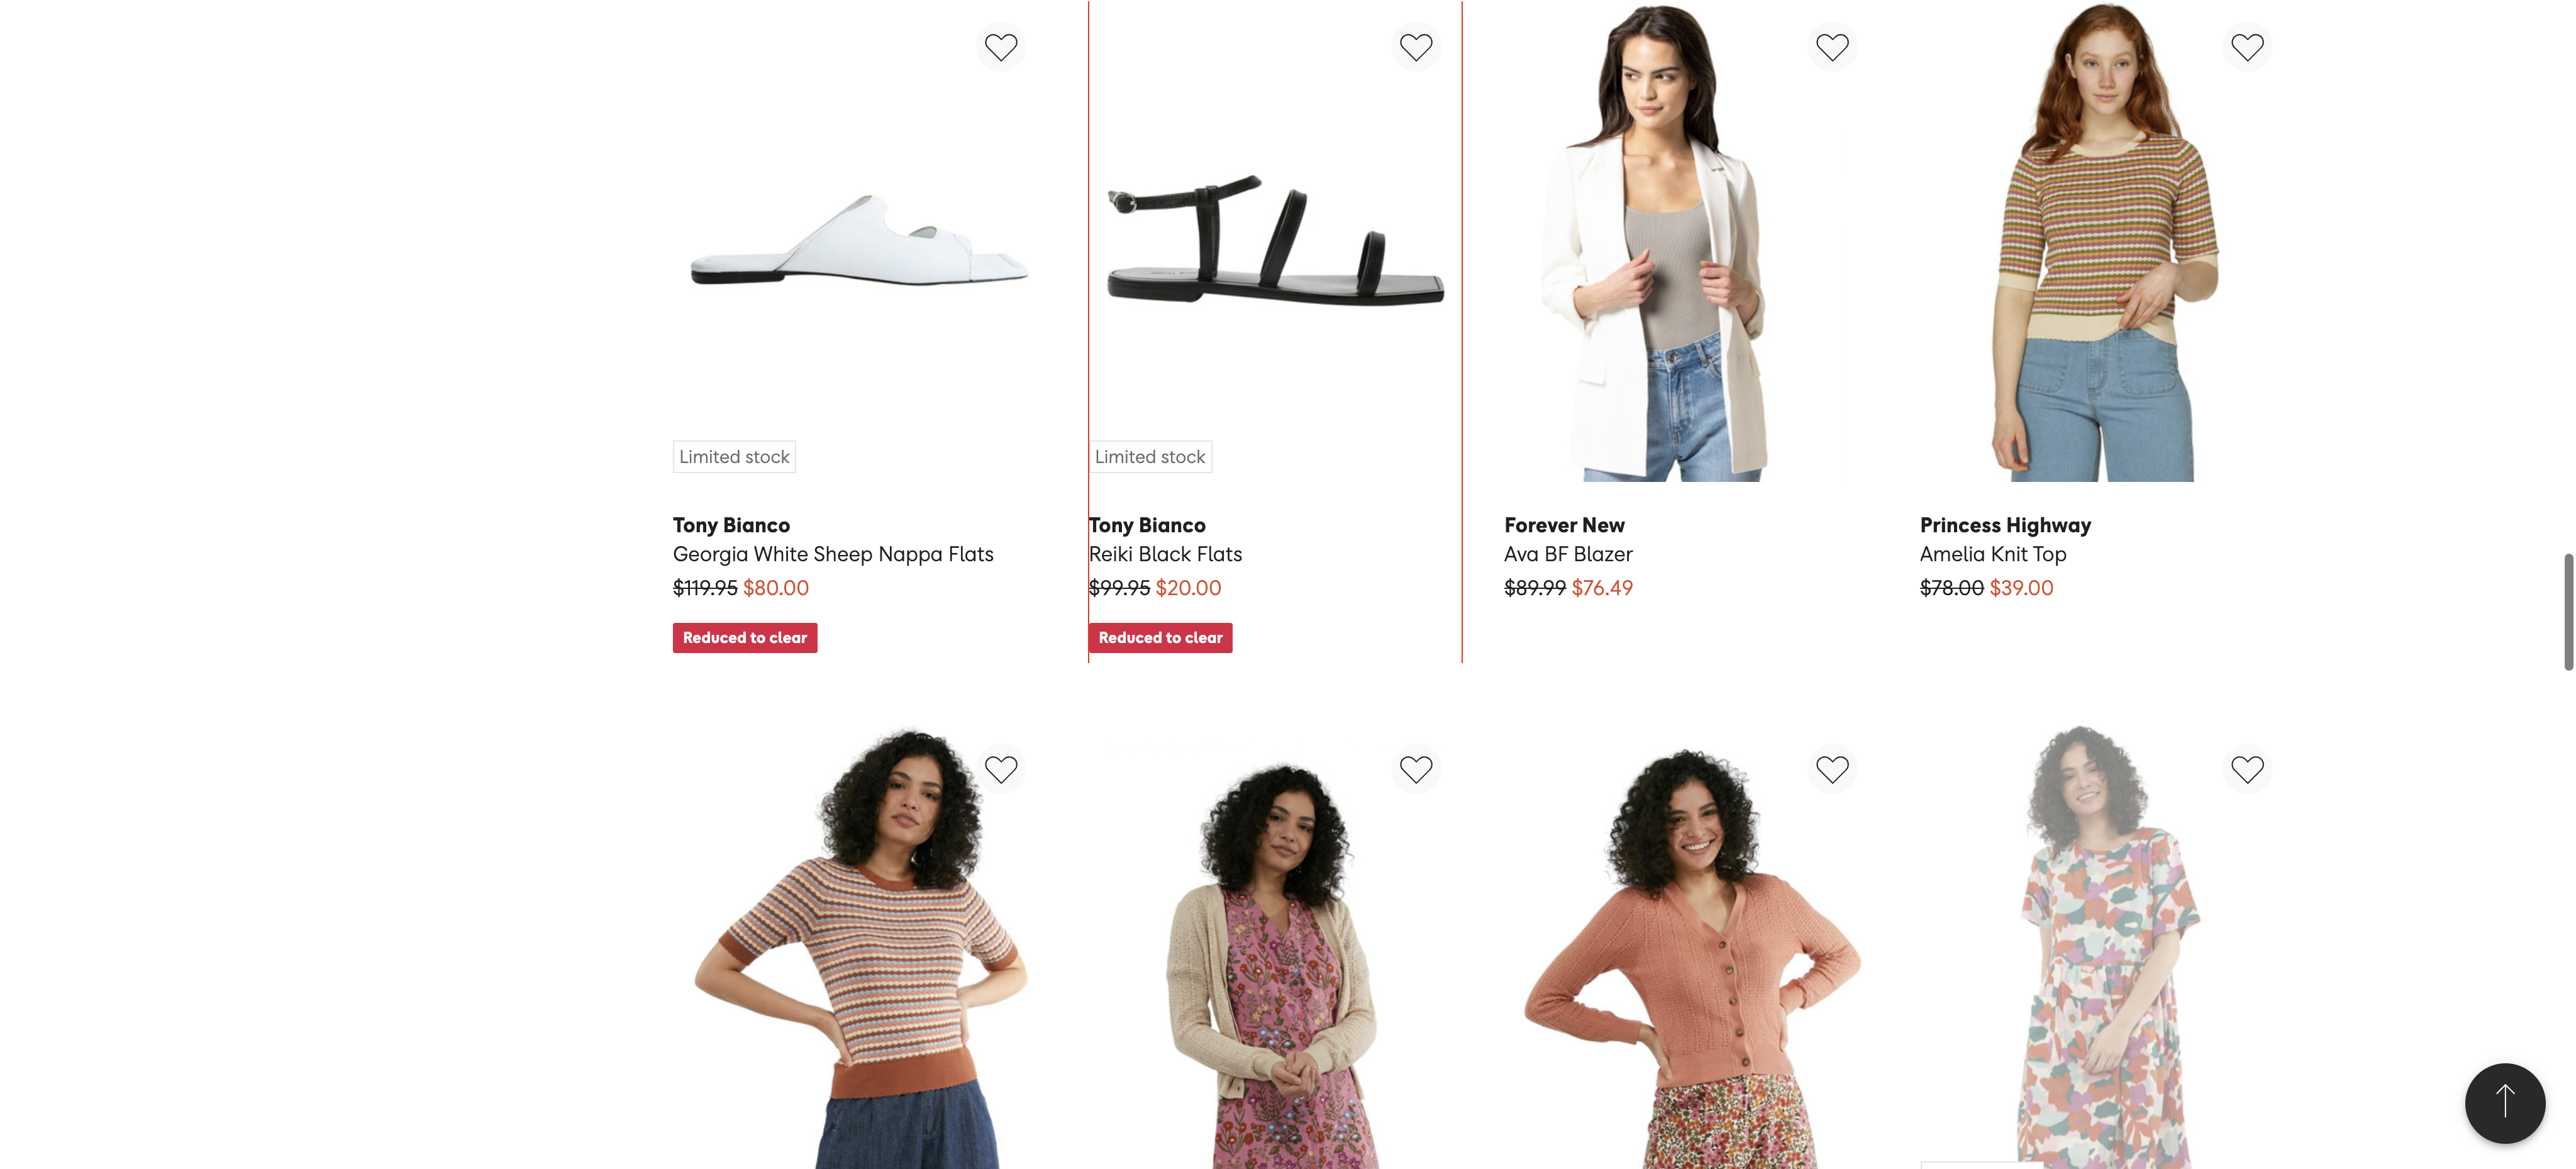 Limited stock
Limited stock
Tony Bianco
Georgia White Sheep Nappa Flats
$119.95 $80.00
Reduced to clear
Tony Bianco
Reiki Black Flats
$99.95 $20.00
Reduced to clear
Forever New
Ava BF Blazer
$89.99 $76.49
Princess Highway
Amelia Knit Top
$78.00 $39.00